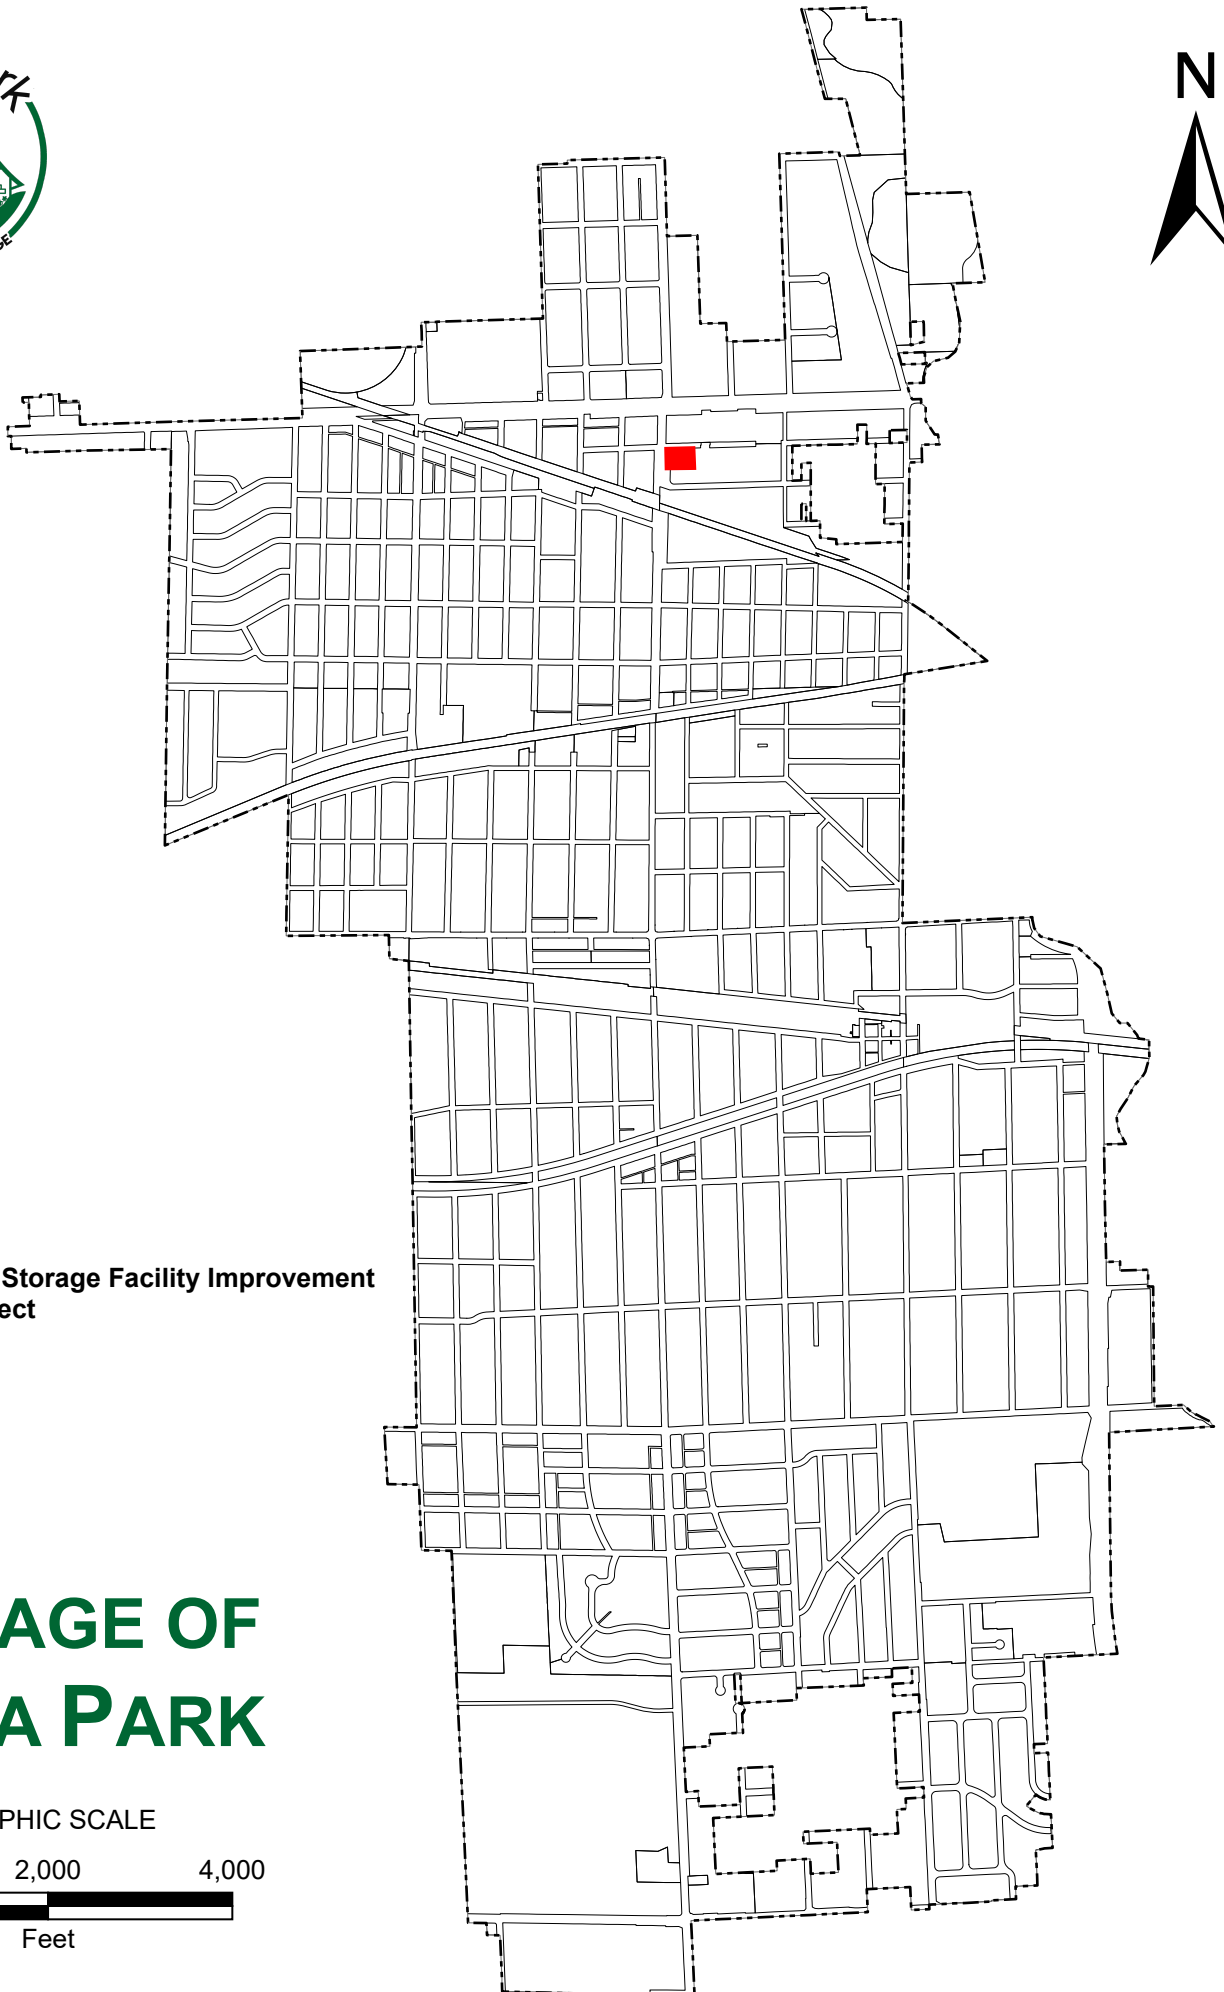 N
Storage Facility Improvement
ect
AGE OF
A PARK
PHIC SCALE
2,000 4,000
Feet